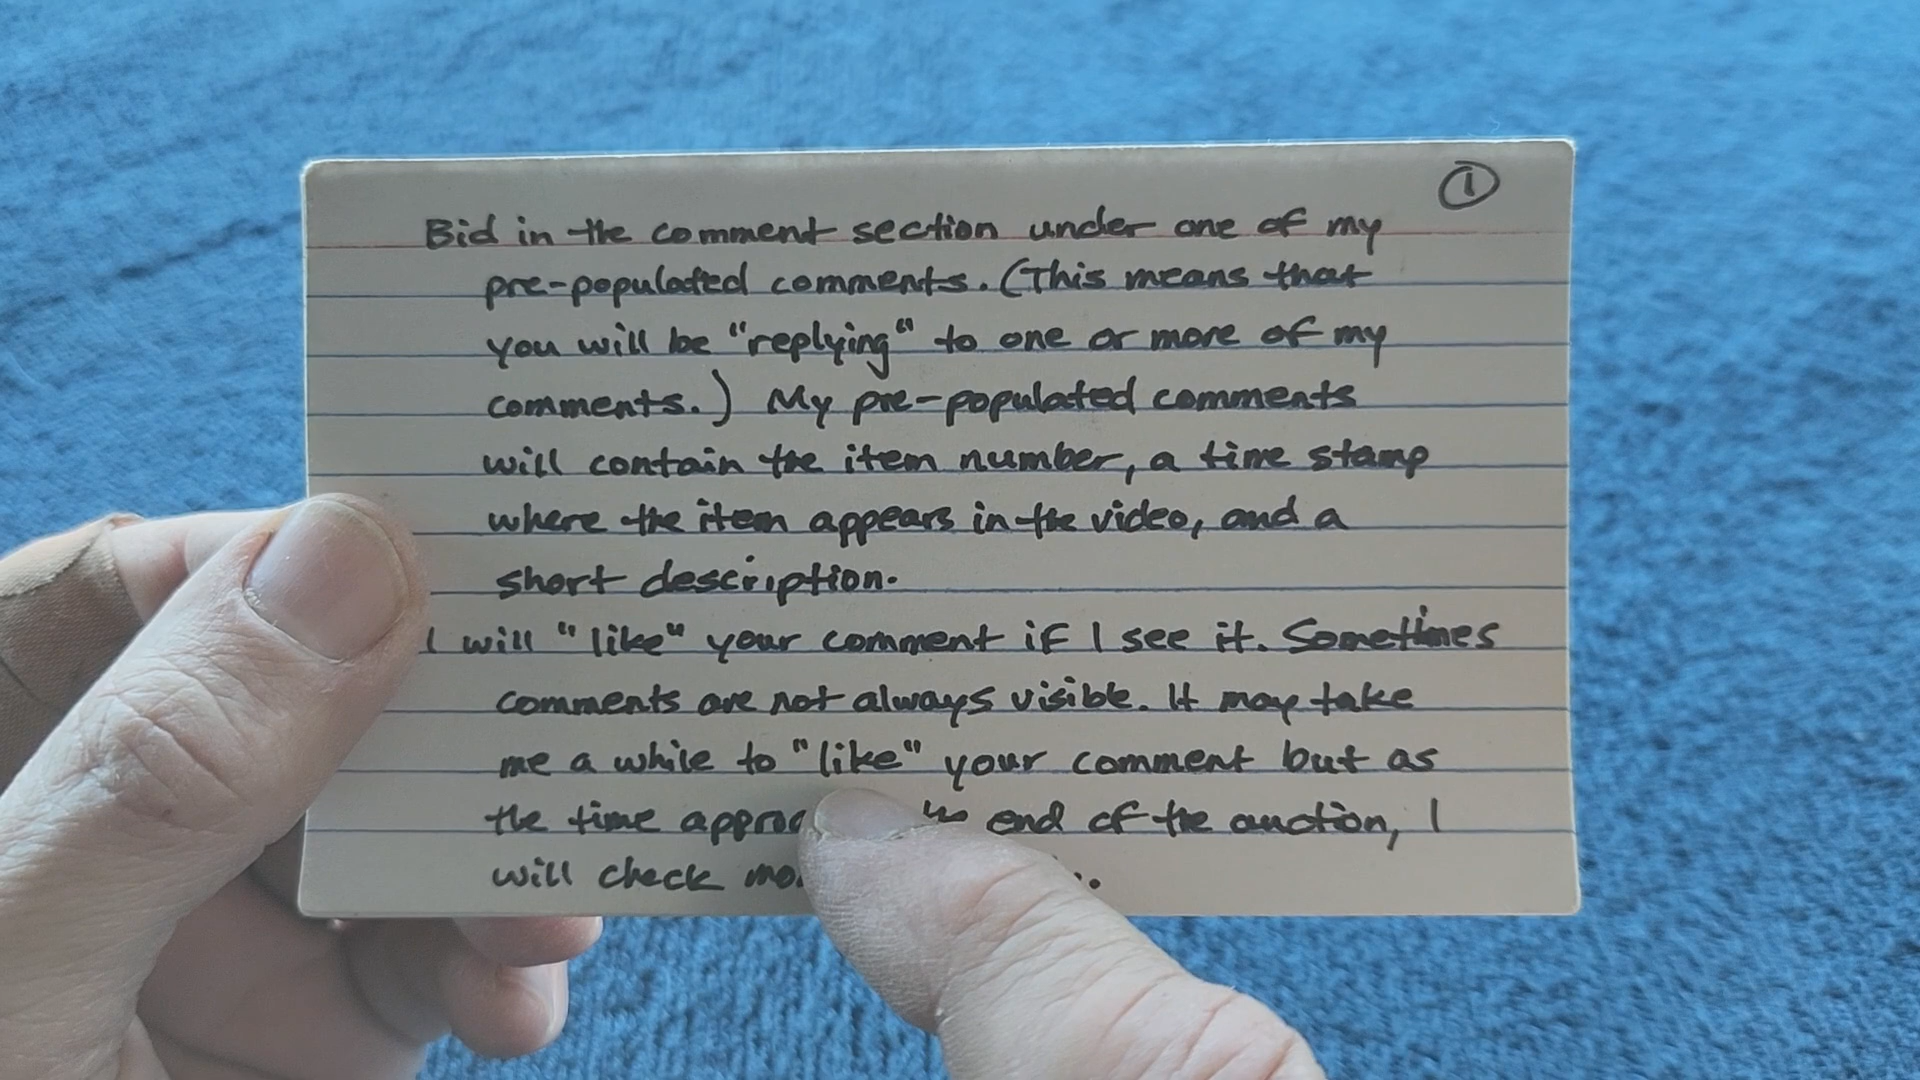 ①
Bid in the comment section under one of my
pre-populated comments. (This means that
you will be "replying" to one or more of my
comments.) My pre-populated comments
will contain the item number, a time stamp
where the item appears in the video, and a
short description.
I will "like" your comment if I see it. Sometimes
comments are not always visible. It may take
me a while to "like" your comment but as
the time end of the auction, I
will check